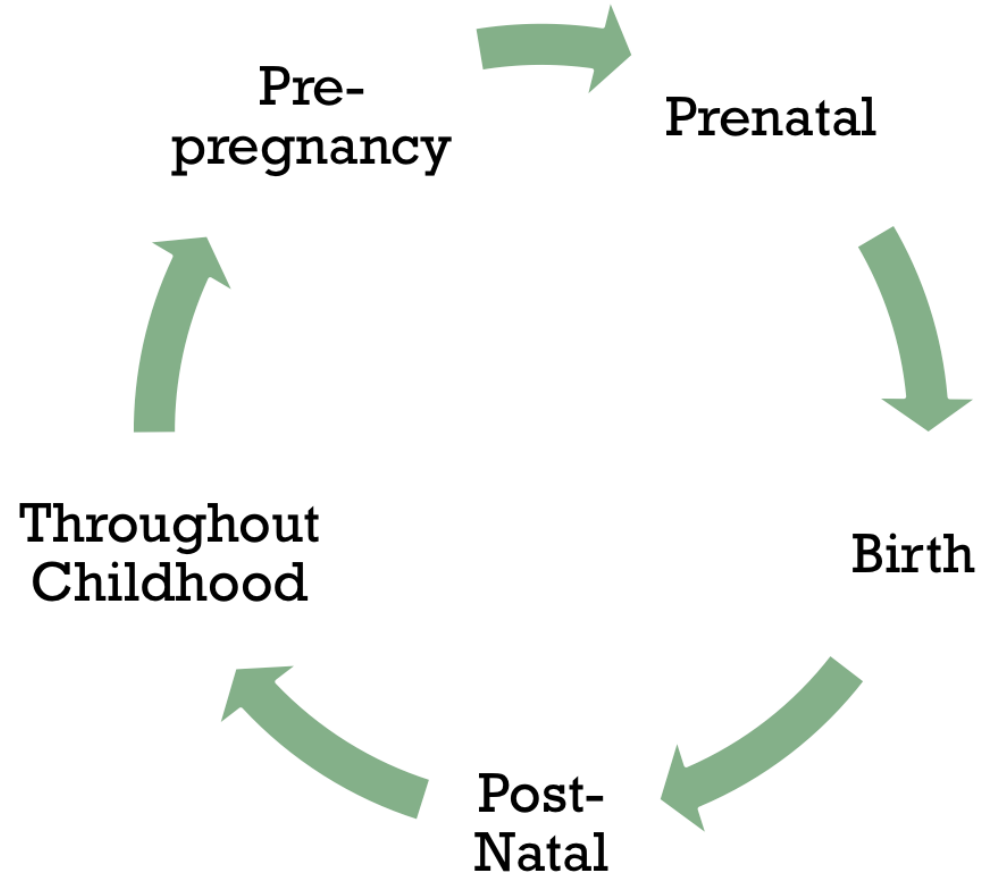 Pre-
pregnancy
Prenatal
Birth
Post-
Natal
Throughout
Childhood